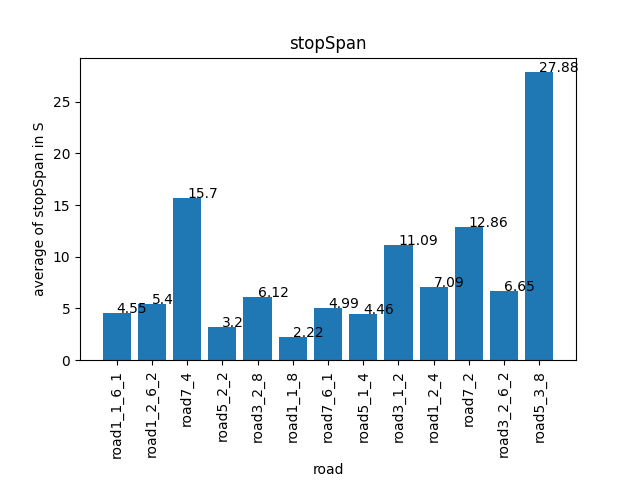 stopSpan
average of stopSpan in S
25
20
15
10
5
0
4.55
5.4
15.7
3.2
6.12
2.22
4.99
4.46
11.09
7.09
12.86
6.65
27.88
road1_1_6_1
road1_2_6_2
road7_4
road5_2_2
road3_2_8
road1_1_8
road7_6_1
road5_1_4
road3_1_2
road1_2_4
road7_2
road3_2_6_2
road5_3_8
road